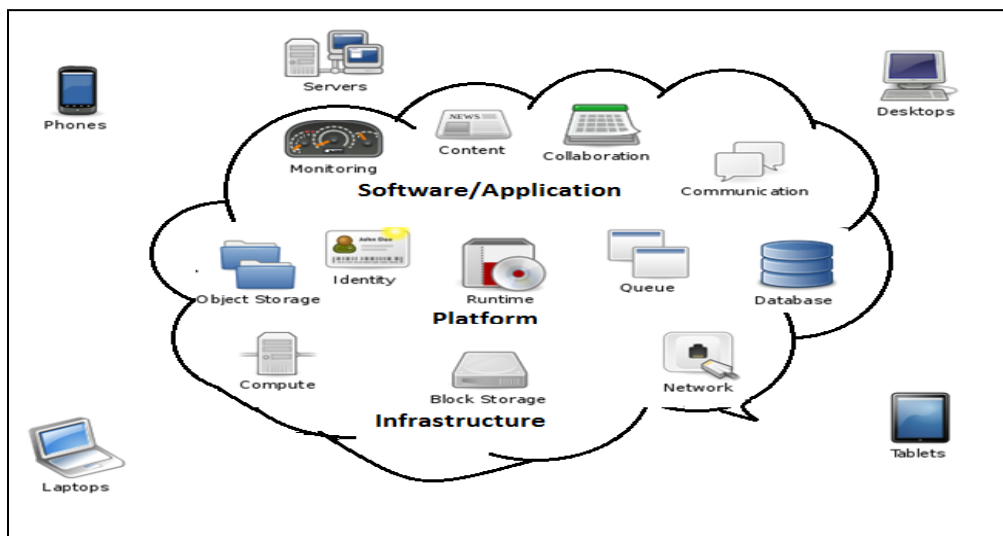 Servers
Phones
Desktops
NEWS
Content
Collaboration
Monitoring
Software/Application
Communication
John Doe
Object Storage
Identity
Runtime
Queue
Database
Platform
Compute
Block Storage
Network
Infrastructure
Laptops
Tablets